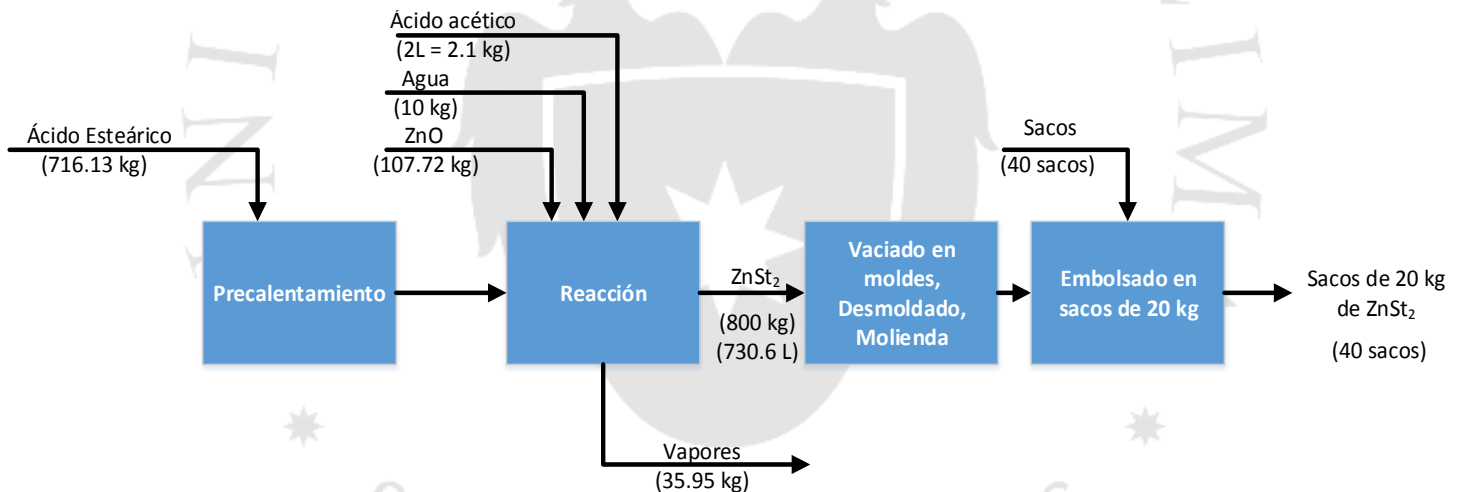 Ácido acético
(2L = 2.1 kg)
Agua
(10 kg)
ZnO
(107.72 kg)
Ácido Esteárico
(716.13 kg)
Sacos
(40 sacos)
Precalentamiento
Reacción
ZnSt₂
(800 kg)
(730.6 L)
Vaciado en
moldes,
Desmoldado,
Molienda
Embolsado en
sacos de 20 kg
Sacos de 20 kg
de ZnSt₂
(40 sacos)
Vapores
(35.95 kg)
I
N
I
M